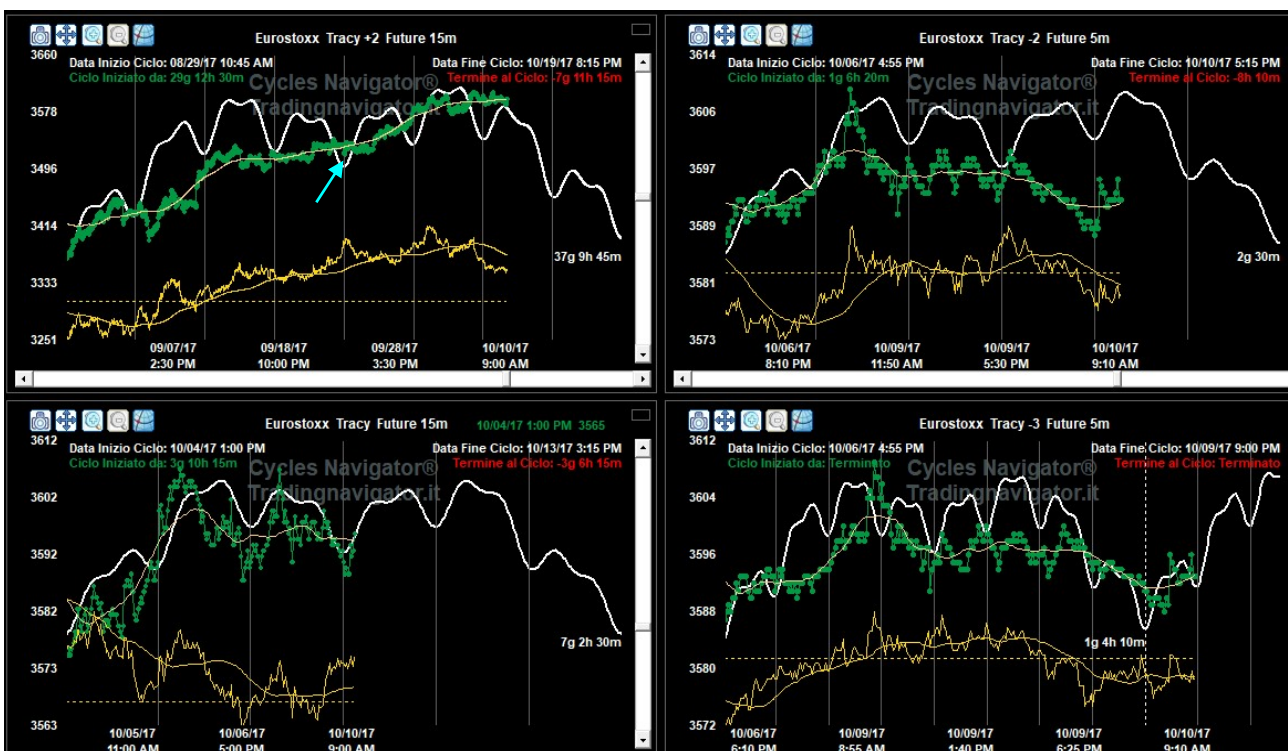 Eurostoxx Tracy +2 Future 15m
3660
Data Inizio Ciclo: 08/29/17 10:45 AM
Data Fine Ciclo: 10/19/17 8:15 PM
Ciclo Iniziato da: 29g 12h 30m
Termine al Ciclo: -7g 11h 15m
Cycles Navigator®
Tradingnavigator.it
3578
3496
3414
3333
3251
37g 9h 45m
09/07/17
2:30 PM
09/18/17
10:00 PM
09/28/17
3:30 PM
10/10/17
9:00 AM
Eurostoxx Tracy -2 Future 5m
3614
Data Inizio Ciclo: 10/06/17 4:55 PM
Data Fine Ciclo: 10/10/17 5:15 PM
Ciclo Iniziato da: 1g 6h 20m
Termine al Ciclo: -8h 10m
Cycles Navigator®
Tradingnavigator.it
3606
3597
3589
3581
3573
2g 30m
10/06/17
8:10 PM
10/09/17
11:50 AM
10/09/17
5:30 PM
10/10/17
9:10 AM
Eurostoxx Tracy Future 15m
10/04/17 1:00 PM 3565
3612
Data Inizio Ciclo: 10/04/17 1:00 PM
Data Fine Ciclo: 10/13/17 3:15 PM
Ciclo Iniziato da: 3g 10h 15m
Termine al Ciclo: -3g 6h 15m
Cycles Navigator®
Tradingnavigator.it
3602
3592
3582
3573
3563
7g 2h 30m
10/05/17
11:00 AM
10/06/17
5:00 PM
10/10/17
9:00 AM
Eurostoxx Tracy -3 Future 5m
3612
Data Inizio Ciclo: 10/06/17 4:55 PM
Data Fine Ciclo: 10/09/17 9:00 PM
Ciclo Iniziato da: Terminato
Termine al Ciclo: Terminato
Cycles Navigator®
Tradingnavigator.it
3604
3596
3588
3580
3572
1g 4h 10m
10/06/17
6:10 PM
10/09/17
8:55 AM
10/09/17
1:40 PM
10/09/17
6:25 PM
10/10/17
9:10 AM